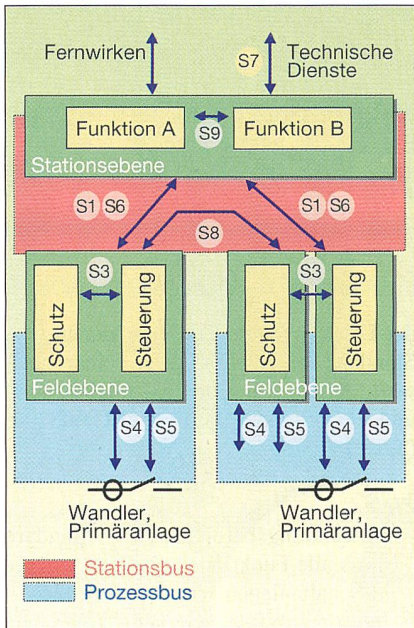 Fernwirken
S7
Technische
Dienste
Funktion A
S9
Funktion B
Stationsebene
S1 S6
S8
S1 S6
Schutz
S3
Steuerung
Feldebene
Schutz
S3
Steuerung
Feldebene
S4 S5
S4 S5
S4 S5
Wandler,
Primäranlage
Wandler,
Primäranlage
Stationsbus
Prozessbus